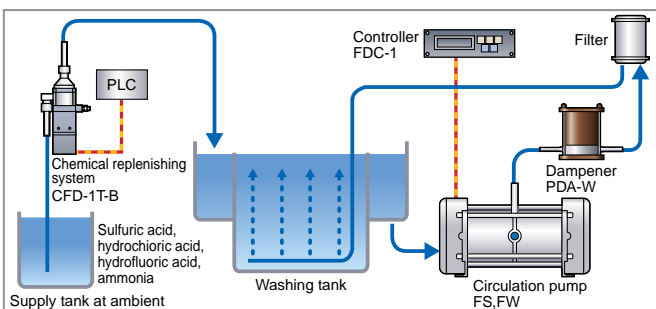 Controller
FDC-1
Filter
PLC
Chemical replenishing
system
CFD-1T-B
Dampener
PDA-W
Sulfuric acid,
hydrochioric acid,
hydrofluoric acid,
ammonia
Washing tank
Circulation pump
FS,FW
Supply tank at ambient